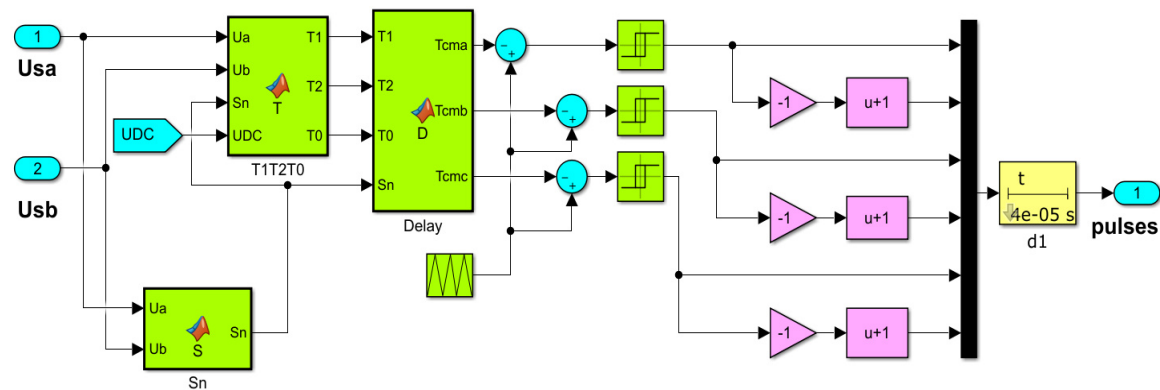 1
Usa
2
Usb
UDC
Ua
Ub
Sn
UDC
T
T1
T2
T0
T1T2T0
Ua
Ub
S
Sn
Sn
T1
T2
T0
Sn
D
Tcma
Tcmb
Tcmc
Delay
-1
u+1
-1
u+1
-1
u+1
t
4e-05 s
d1
1
pulses